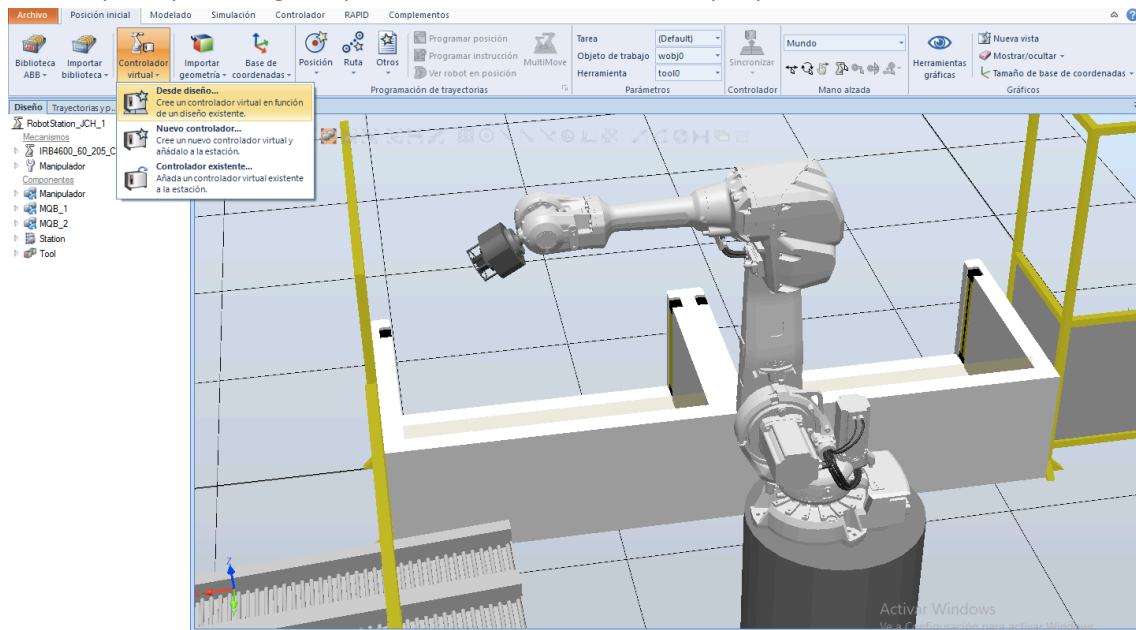 Archivo Posición inicial Modelado Simulación Controlador RAPID Complementos
Biblioteca ABB
Importar biblioteca
Controlador virtual
Importar geometría
Base de coordenadas
Posición
Ruta
Otros
Programar posición
Programar instrucción
Ver robot en posición
MultiMove
Programación de trayectorias
Tarea (Default)
Objeto de trabajo wobj0
Herramienta tool0
Parámetros
Sincronizar
Controlador
Mundo
Mano alzada
Herramientas gráficas
Nueva vista
Mostrar/ocultar
Tamaño de base de coordenadas
Gráficos
Desde diseño...
Cree un controlador virtual en función
de un diseño existente.
Nuevo controlador...
Cree un nuevo controlador virtual y
añádalo a la estación.
Controlador existente...
Añada un controlador virtual existente
a la estación.
Diseño Trayectorias y p...
RobotStation_JCH_1
Mecanismos
IRB4600_60_205_C
Manipulador
Componentes
Manipulador
MQB_1
MQB_2
Station
Tool
Z
Activar Windows
Ve a Configuración para activar Windows